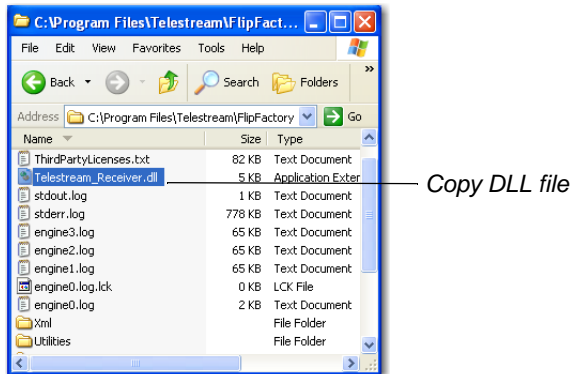 C:\Program Files\Telestream\FlipFact...
File Edit View Favorites Tools Help
Back Search Folders »
Address C:\Program Files\Telestream\FlipFactory Go
Name Size Type
ThirdPartyLicenses.txt 82 KB Text Document
Telestream_Receiver.dll 5 KB Application Exter
Copy DLL file
stdout.log 1 KB Text Document
stderr.log 778 KB Text Document
engine3.log 65 KB Text Document
engine2.log 65 KB Text Document
engine1.log 65 KB Text Document
engine0.log.lck 0 KB LCK File
engine0.log 2 KB Text Document
Xml File Folder
Utilities File Folder